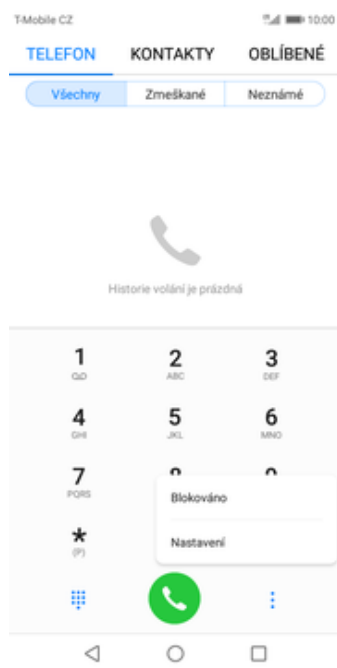 T-Mobile CZ 10:00
TELEFON KONTAKTY OBLÍBENÉ
Všechny Zmeškané Neznámé
Historie volání je prázdná
1 2 3
ABC DEF
4 5 6
GHI JKL MNO
7
PQRS
Blokováno
*
(P)
Nastavení